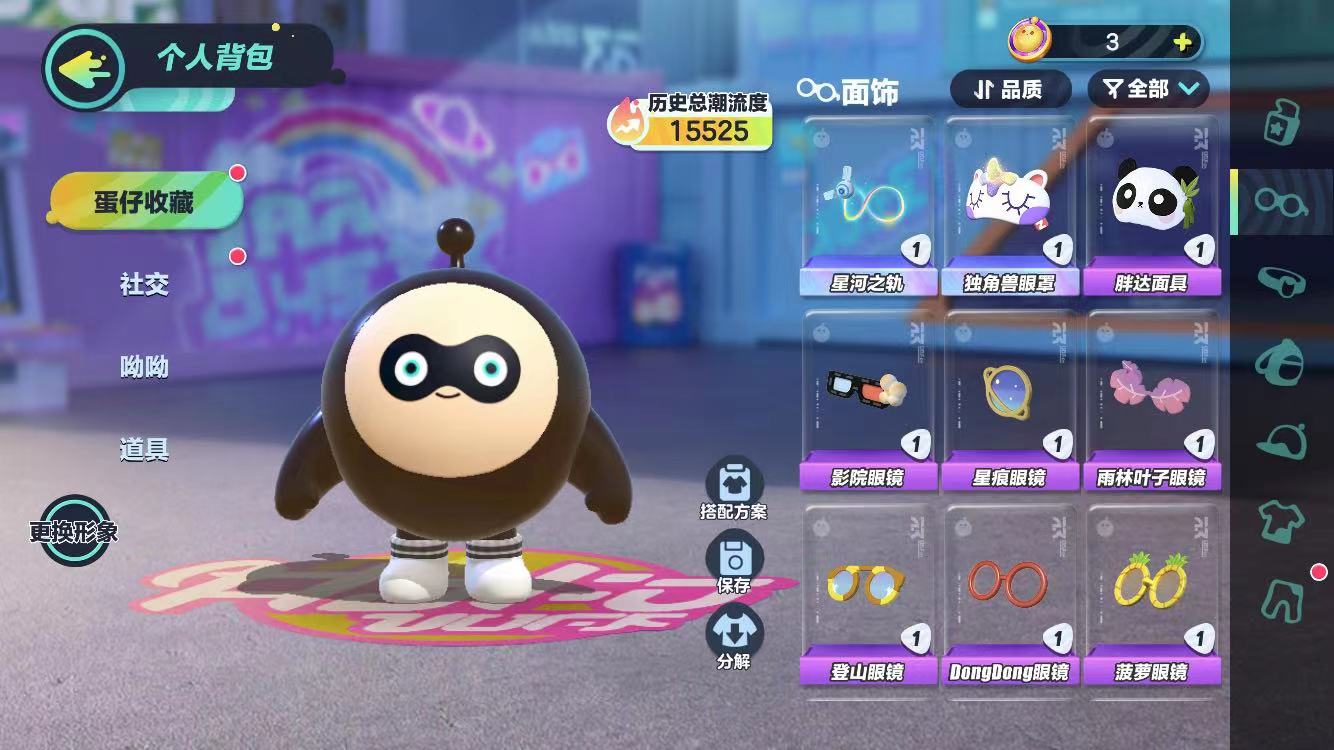 个人背包
3
历史总潮流度
15525
面饰
品质
全部
蛋仔收藏
社交
呦呦
道具
更换形象
搭配方案
保存
分解
1
星河之轨
1
独角兽眼罩
1
胖达面具
1
影院眼镜
1
星痕眼镜
1
雨林叶子眼镜
1
登山眼镜
1
DongDong眼镜
1
菠萝眼镜